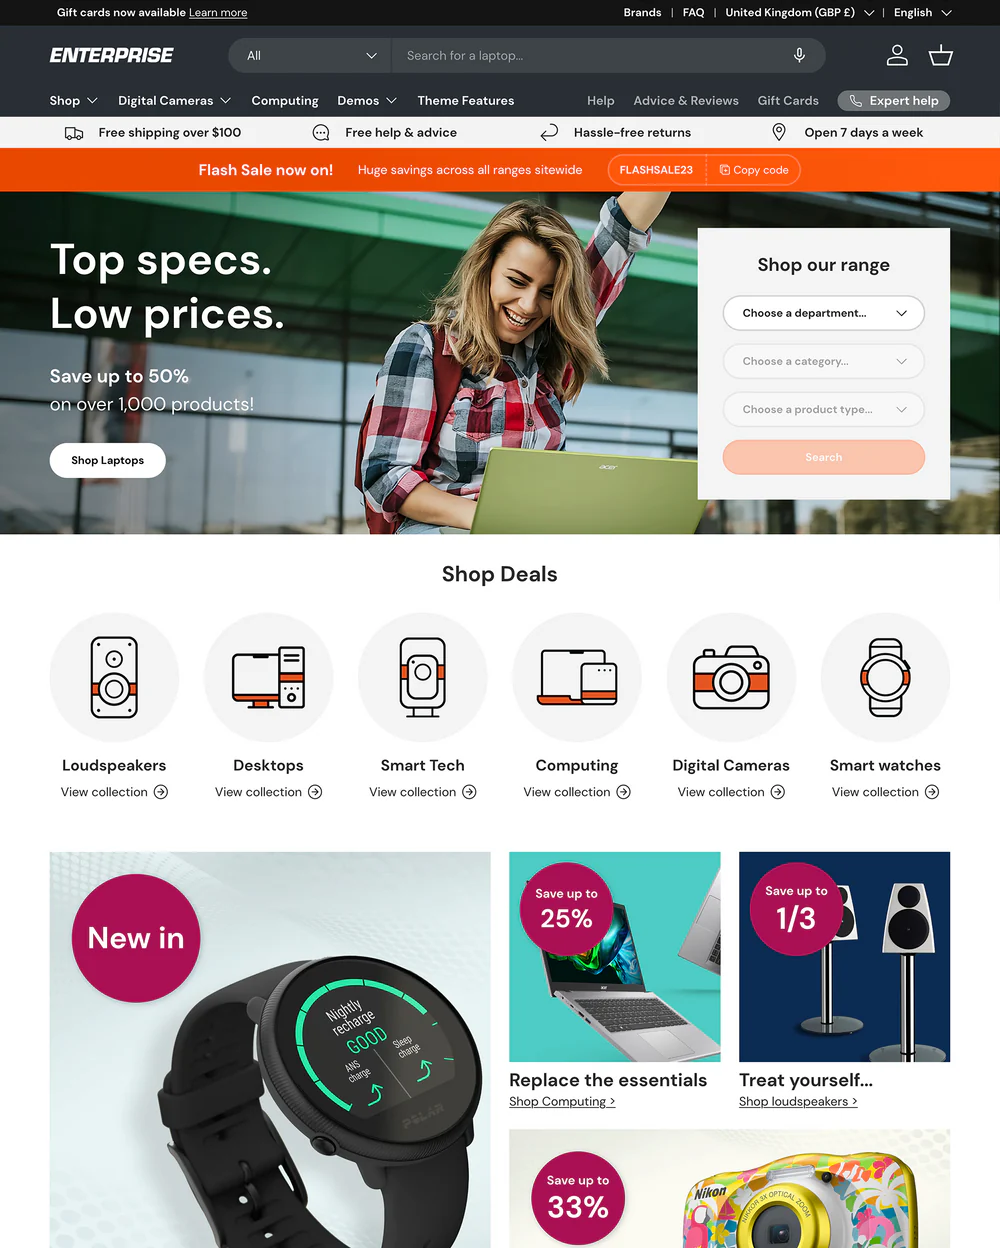 Gift cards now available Learn more
Brands | FAQ | United Kingdom (GBP £) | English
ENTERPRISE
All
Search for a laptop...
Shop
Digital Cameras
Computing
Demos
Theme Features
Help
Advice & Reviews
Gift Cards
Expert help
Free shipping over $100
Free help & advice
Hassle-free returns
Open 7 days a week
Flash Sale now on!
Huge savings across all ranges sitewide
FLASHSALE23
Copy code
Top specs.
Low prices.
Save up to 50%
on over 1,000 products!
Shop Laptops
acer
Shop our range
Choose a department...
Choose a category...
Choose a product type...
Search
Shop Deals
Loudspeakers
Desktops
Smart Tech
Computing
Digital Cameras
Smart watches
View collection
View collection
View collection
View collection
View collection
View collection
New in
Nightly
recharge
GOOD
ANS
charge
Sleep
charge
POLAR
Save up to
25%
Replace the essentials
Shop Computing >
Save up to
1/3
Treat yourself...
Shop loudspeakers >
Save up to
33%
Nikon
NIKKOR 3X OPTICAL ZOOM